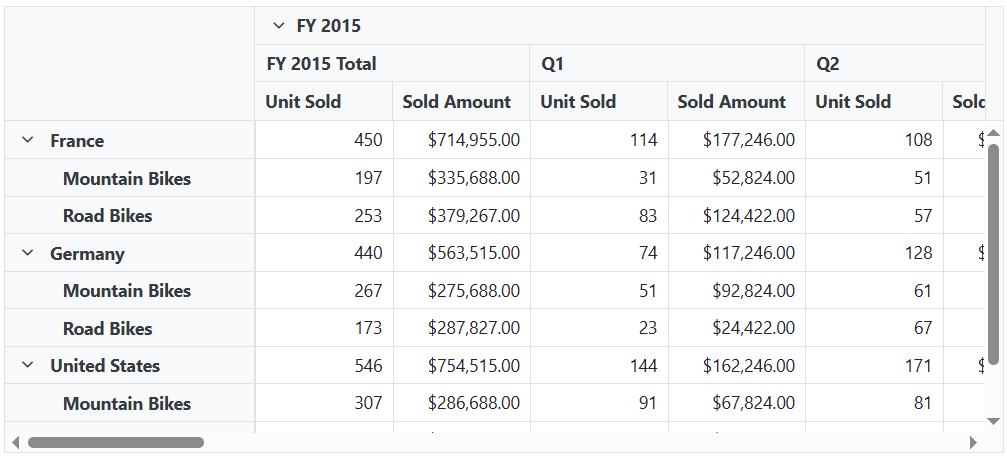 FY 2015
FY 2015 Total Q1 Q2
Unit Sold Sold Amount Unit Sold Sold Amount Unit Sold
France 450 $714,955.00 114 $177,246.00 108
Mountain Bikes 197 $335,688.00 31 $52,824.00 51
Road Bikes 253 $379,267.00 83 $124,422.00 57
Germany 440 $563,515.00 74 $117,246.00 128
Mountain Bikes 267 $275,688.00 51 $92,824.00 61
Road Bikes 173 $287,827.00 23 $24,422.00 67
United States 546 $754,515.00 144 $162,246.00 171
Mountain Bikes 307 $286,688.00 91 $67,824.00 81